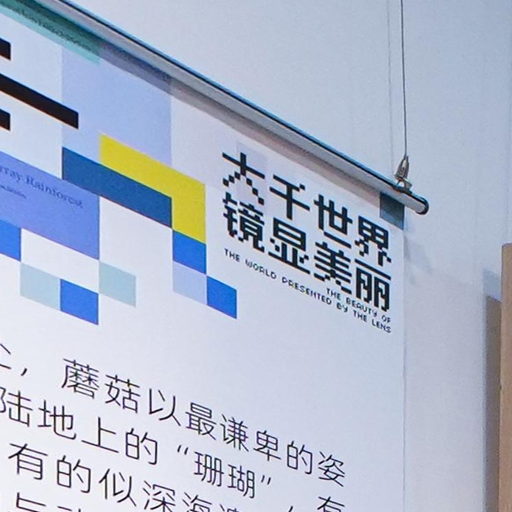 rray Rainforest
大千世界
镜显美丽
THE WORLD PRESENTED BY THE LENS
THE BEAUTY OF
，蘑菇以最谦卑的姿
陆地上的“珊瑚”，有
有的似深海